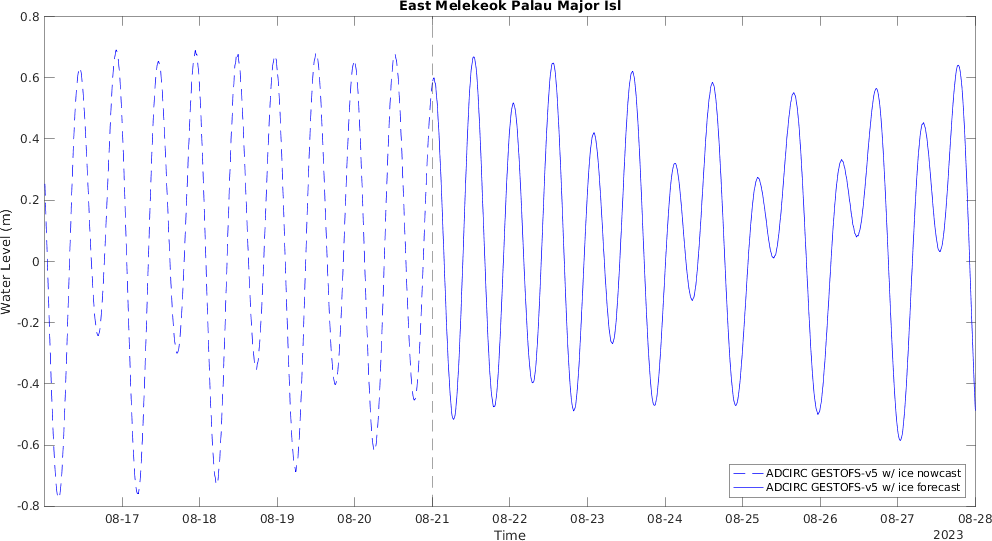 East Melekeok Palau Major Isl
0.8
0.6
0.4
0.2
0
-0.2
-0.4
-0.6
-0.8
Water Level (m)
08-17 08-18 08-19 08-20 08-21 08-22 08-23 08-24 08-25 08-26 08-27 08-28
Time
2023
ADCIRC GESTOFS-v5 w/ ice nowcast
ADCIRC GESTOFS-v5 w/ ice forecast